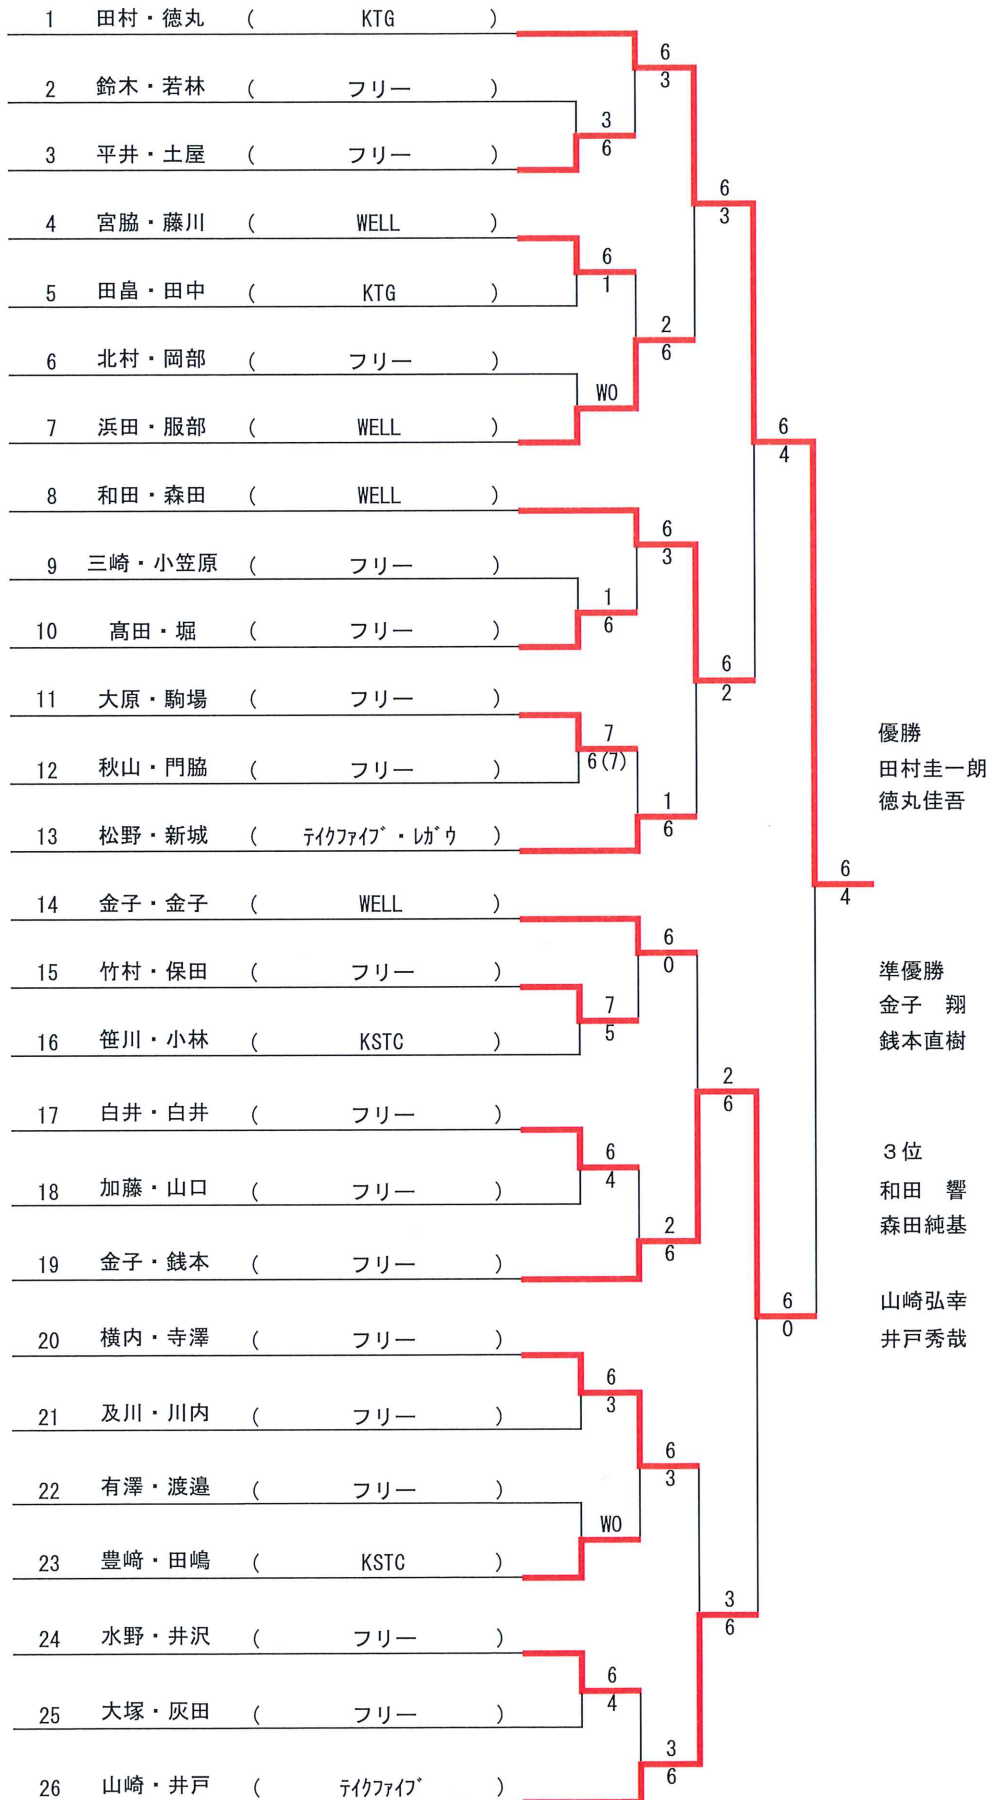 1 田村・徳丸 ( KTG )
6
3
2 鈴木・若林 ( フリー )
3
6
3 平井・土屋 ( フリー )
6
3
4 宮脇・藤川 ( WELL )
6
1
5 田畠・田中 ( KTG )
2
6
6 北村・岡部 ( フリー )
WO
7 浜田・服部 ( WELL )
6
4
8 和田・森田 ( WELL )
6
3
9 三崎・小笠原 ( フリー )
1
6
10 髙田・堀 ( フリー )
6
2
11 大原・駒場 ( フリー )
7
6(7)
12 秋山・門脇 ( フリー )
優勝
田村圭一朗
徳丸佳吾
1
6
13 松野・新城 ( テイクファイブ・レガウ )
6
4
14 金子・金子 ( WELL )
6
0
15 竹村・保田 ( フリー )
7
5
16 笹川・小林 ( KSTC )
準優勝
金子 翔
銭本直樹
2
6
17 白井・白井 ( フリー )
6
4
18 加藤・山口 ( フリー )
3位
和田 響
森田純基
2
6
19 金子・銭本 ( フリー )
6
0
山崎弘幸
井戸秀哉
20 横内・寺澤 ( フリー )
6
3
21 及川・川内 ( フリー )
6
3
22 有澤・渡邉 ( フリー )
WO
23 豊﨑・田嶋 ( KSTC )
3
6
24 水野・井沢 ( フリー )
6
4
25 大塚・灰田 ( フリー )
3
6
26 山崎・井戸 ( テイクファイブ )